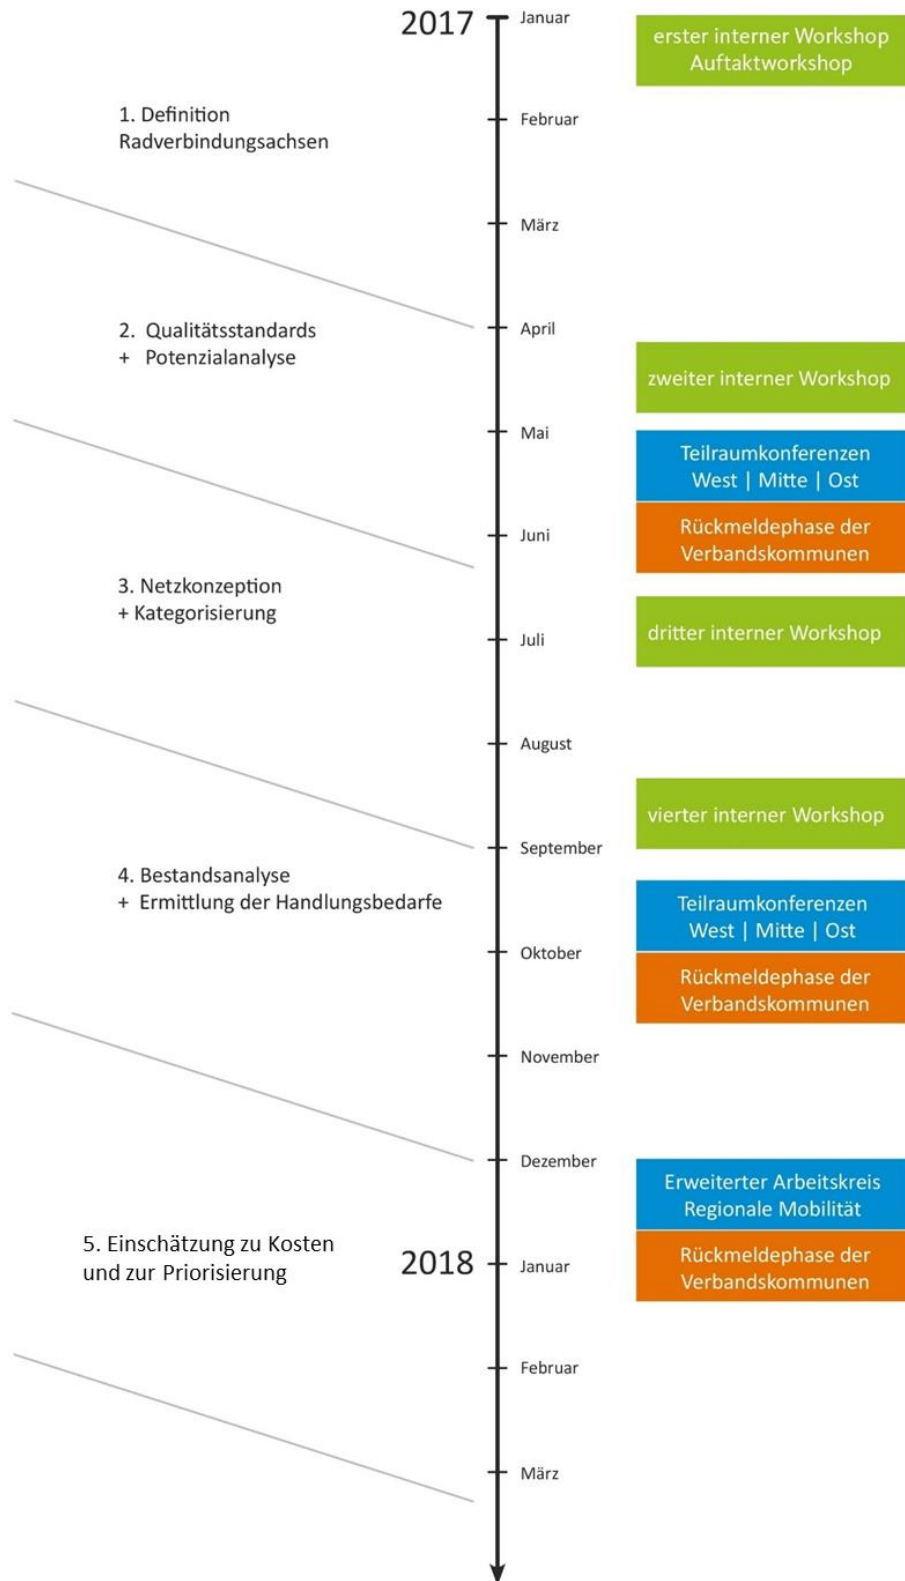 2017
Januar
erster interner Workshop
Auftaktworkshop
1. Definition
Radverbindungsachsen
Februar
März
April
2. Qualitätsstandards
+ Potenzialanalyse
zweiter interner Workshop
Mai
Teilraumkonferenzen
West | Mitte | Ost
Rückmeldephase der
Verbandskommunen
Juni
3. Netzkonzeption
+ Kategorisierung
dritter interner Workshop
Juli
August
vierter interner Workshop
September
4. Bestandsanalyse
+ Ermittlung der Handlungsbedarfe
Teilraumkonferenzen
West | Mitte | Ost
Oktober
Rückmeldephase der
Verbandskommunen
November
Dezember
Erweiterter Arbeitskreis
Regionale Mobilität
5. Einschätzung zu Kosten
und zur Priorisierung
2018
Januar
Rückmeldephase der
Verbandskommunen
Februar
März